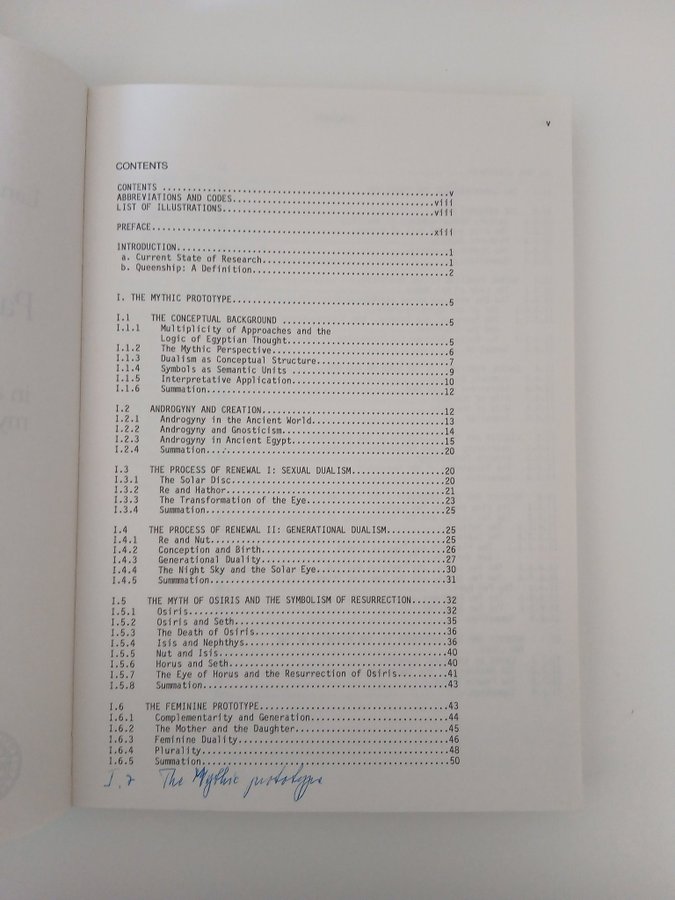 v
CONTENTS
CONTENTS ..................................................v
ABBREVIATIONS AND CODES...................................viii
LIST OF ILLUSTRATIONS.....................................viii
PREFACE...................................................xiii
INTRODUCTION................................................1
a. Current State of Research................................1
b. Queenship: A Definition..................................2
I. THE MYTHIC PROTOTYPE.....................................5
I.1 THE CONCEPTUAL BACKGROUND ..............................5
I.1.1 Multiplicity of Approaches and the
Logic of Egyptian Thought...................................5
I.1.2 The Mythic Perspective................................6
I.1.3 Dualism as Conceptual Structure.......................7
I.1.4 Symbols as Semantic Units ............................9
I.1.5 Interpretative Application...........................10
I.1.6 Summation............................................12
I.2 ANDROGYNY AND CREATION.................................12
I.2.1 Androgyny in the Ancient World.......................13
I.2.2 Androgyny and Gnosticism.............................14
I.2.3 Androgyny in Ancient Egypt...........................15
I.2.4 Summation............................................20
I.3 THE PROCESS OF RENEWAL I: SEXUAL DUALISM...............20
I.3.1 The Solar Disc.......................................20
I.3.2 Re and Hathor........................................21
I.3.3 The Transformation of the Eye........................23
I.3.4 Summation............................................25
I.4 THE PROCESS OF RENEWAL II: GENERATIONAL DUALISM........25
I.4.1 Re and Nut...........................................25
I.4.2 Conception and Birth.................................26
I.4.3 Generational Duality.................................27
I.4.4 The Night Sky and the Solar Eye......................30
I.4.5 Summmation...........................................31
I.5 THE MYTH OF OSIRIS AND THE SYMBOLISM OF RESURRECTION...32
I.5.1 Osiris...............................................32
I.5.2 Osiris and Seth......................................35
I.5.3 The Death of Osiris..................................36
I.5.4 Isis and Nephthys....................................36
I.5.5 Nut and Isis.........................................40
I.5.6 Horus and Seth.......................................40
I.5.7 The Eye of Horus and the Resurrection of Osiris......41
I.5.8 Summation............................................43
I.6 THE FEMININE PROTOTYPE.................................43
I.6.1 Complementarity and Generation.......................44
I.6.2 The Mother and the Daughter..........................45
I.6.3 Feminine Duality.....................................46
I.6.4 Plurality............................................48
I.6.5 Summation............................................50
I.7 The Mythic prototype